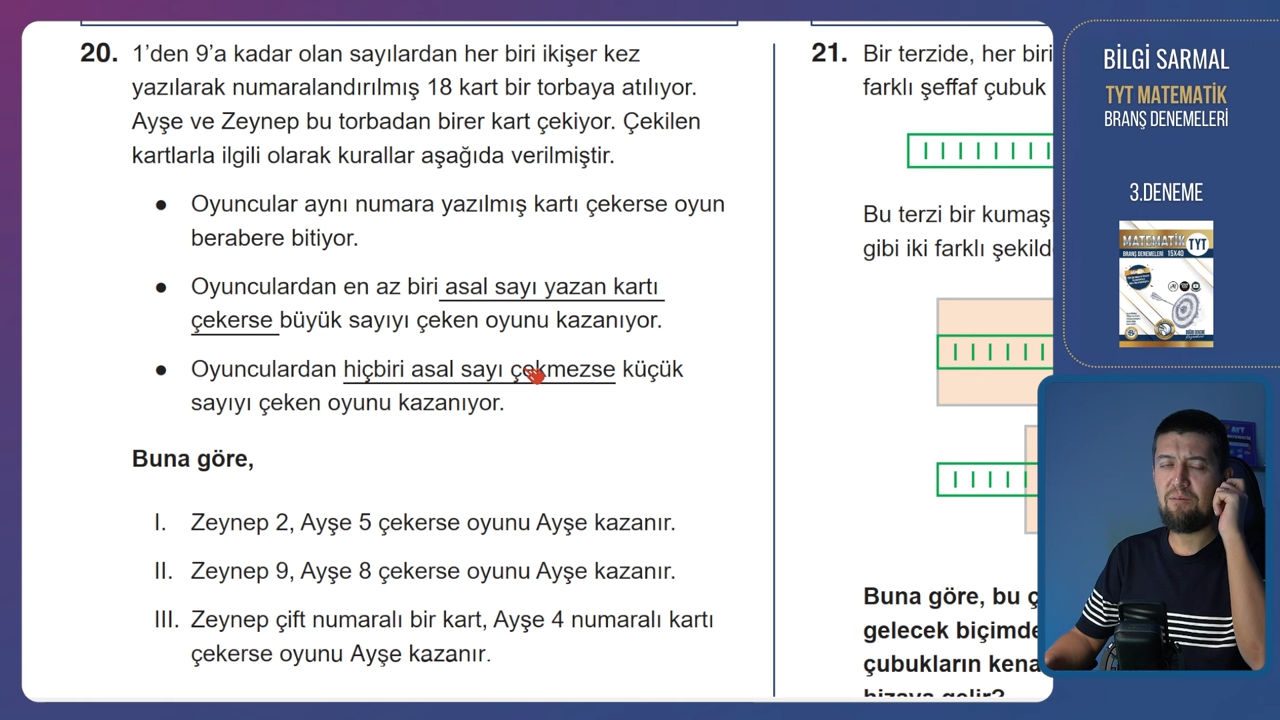 20. 1’den 9’a kadar olan sayılardan her biri ikişer kez
yazılarak numaralandırılmış 18 kart bir torbaya atılıyor.
Ayşe ve Zeynep bu torbadan birer kart çekiyor. Çekilen
kartlarla ilgili olarak kurallar aşağıda verilmiştir.
● Oyuncular aynı numara yazılmış kartı çekerse oyun
berabere bitiyor.
● Oyunculardan en az biri asal sayı yazan kartı
çekerse büyük sayıyı çeken oyunu kazanıyor.
● Oyunculardan hiçbiri asal sayı çekmezse küçük
sayıyı çeken oyunu kazanıyor.
Buna göre,
I. Zeynep 2, Ayşe 5 çekerse oyunu Ayşe kazanır.
II. Zeynep 9, Ayşe 8 çekerse oyunu Ayşe kazanır.
III. Zeynep çift numaralı bir kart, Ayşe 4 numaralı kartı
çekerse oyunu Ayşe kazanır.
21. Bir terzide, her biri
farklı şeffaf çubuk
Bu terzi bir kumaş
gibi iki farklı şekild
Buna göre, bu ç
gelecek biçimde
çubukların kena
hizaya gelir?
BİLGİ SARMAL
TYT MATEMATİK
BRANŞ DENEMELERİ
3.DENEME
MATEMATİK TYT
BRANŞ DENEMELERİ 15X40
AYT